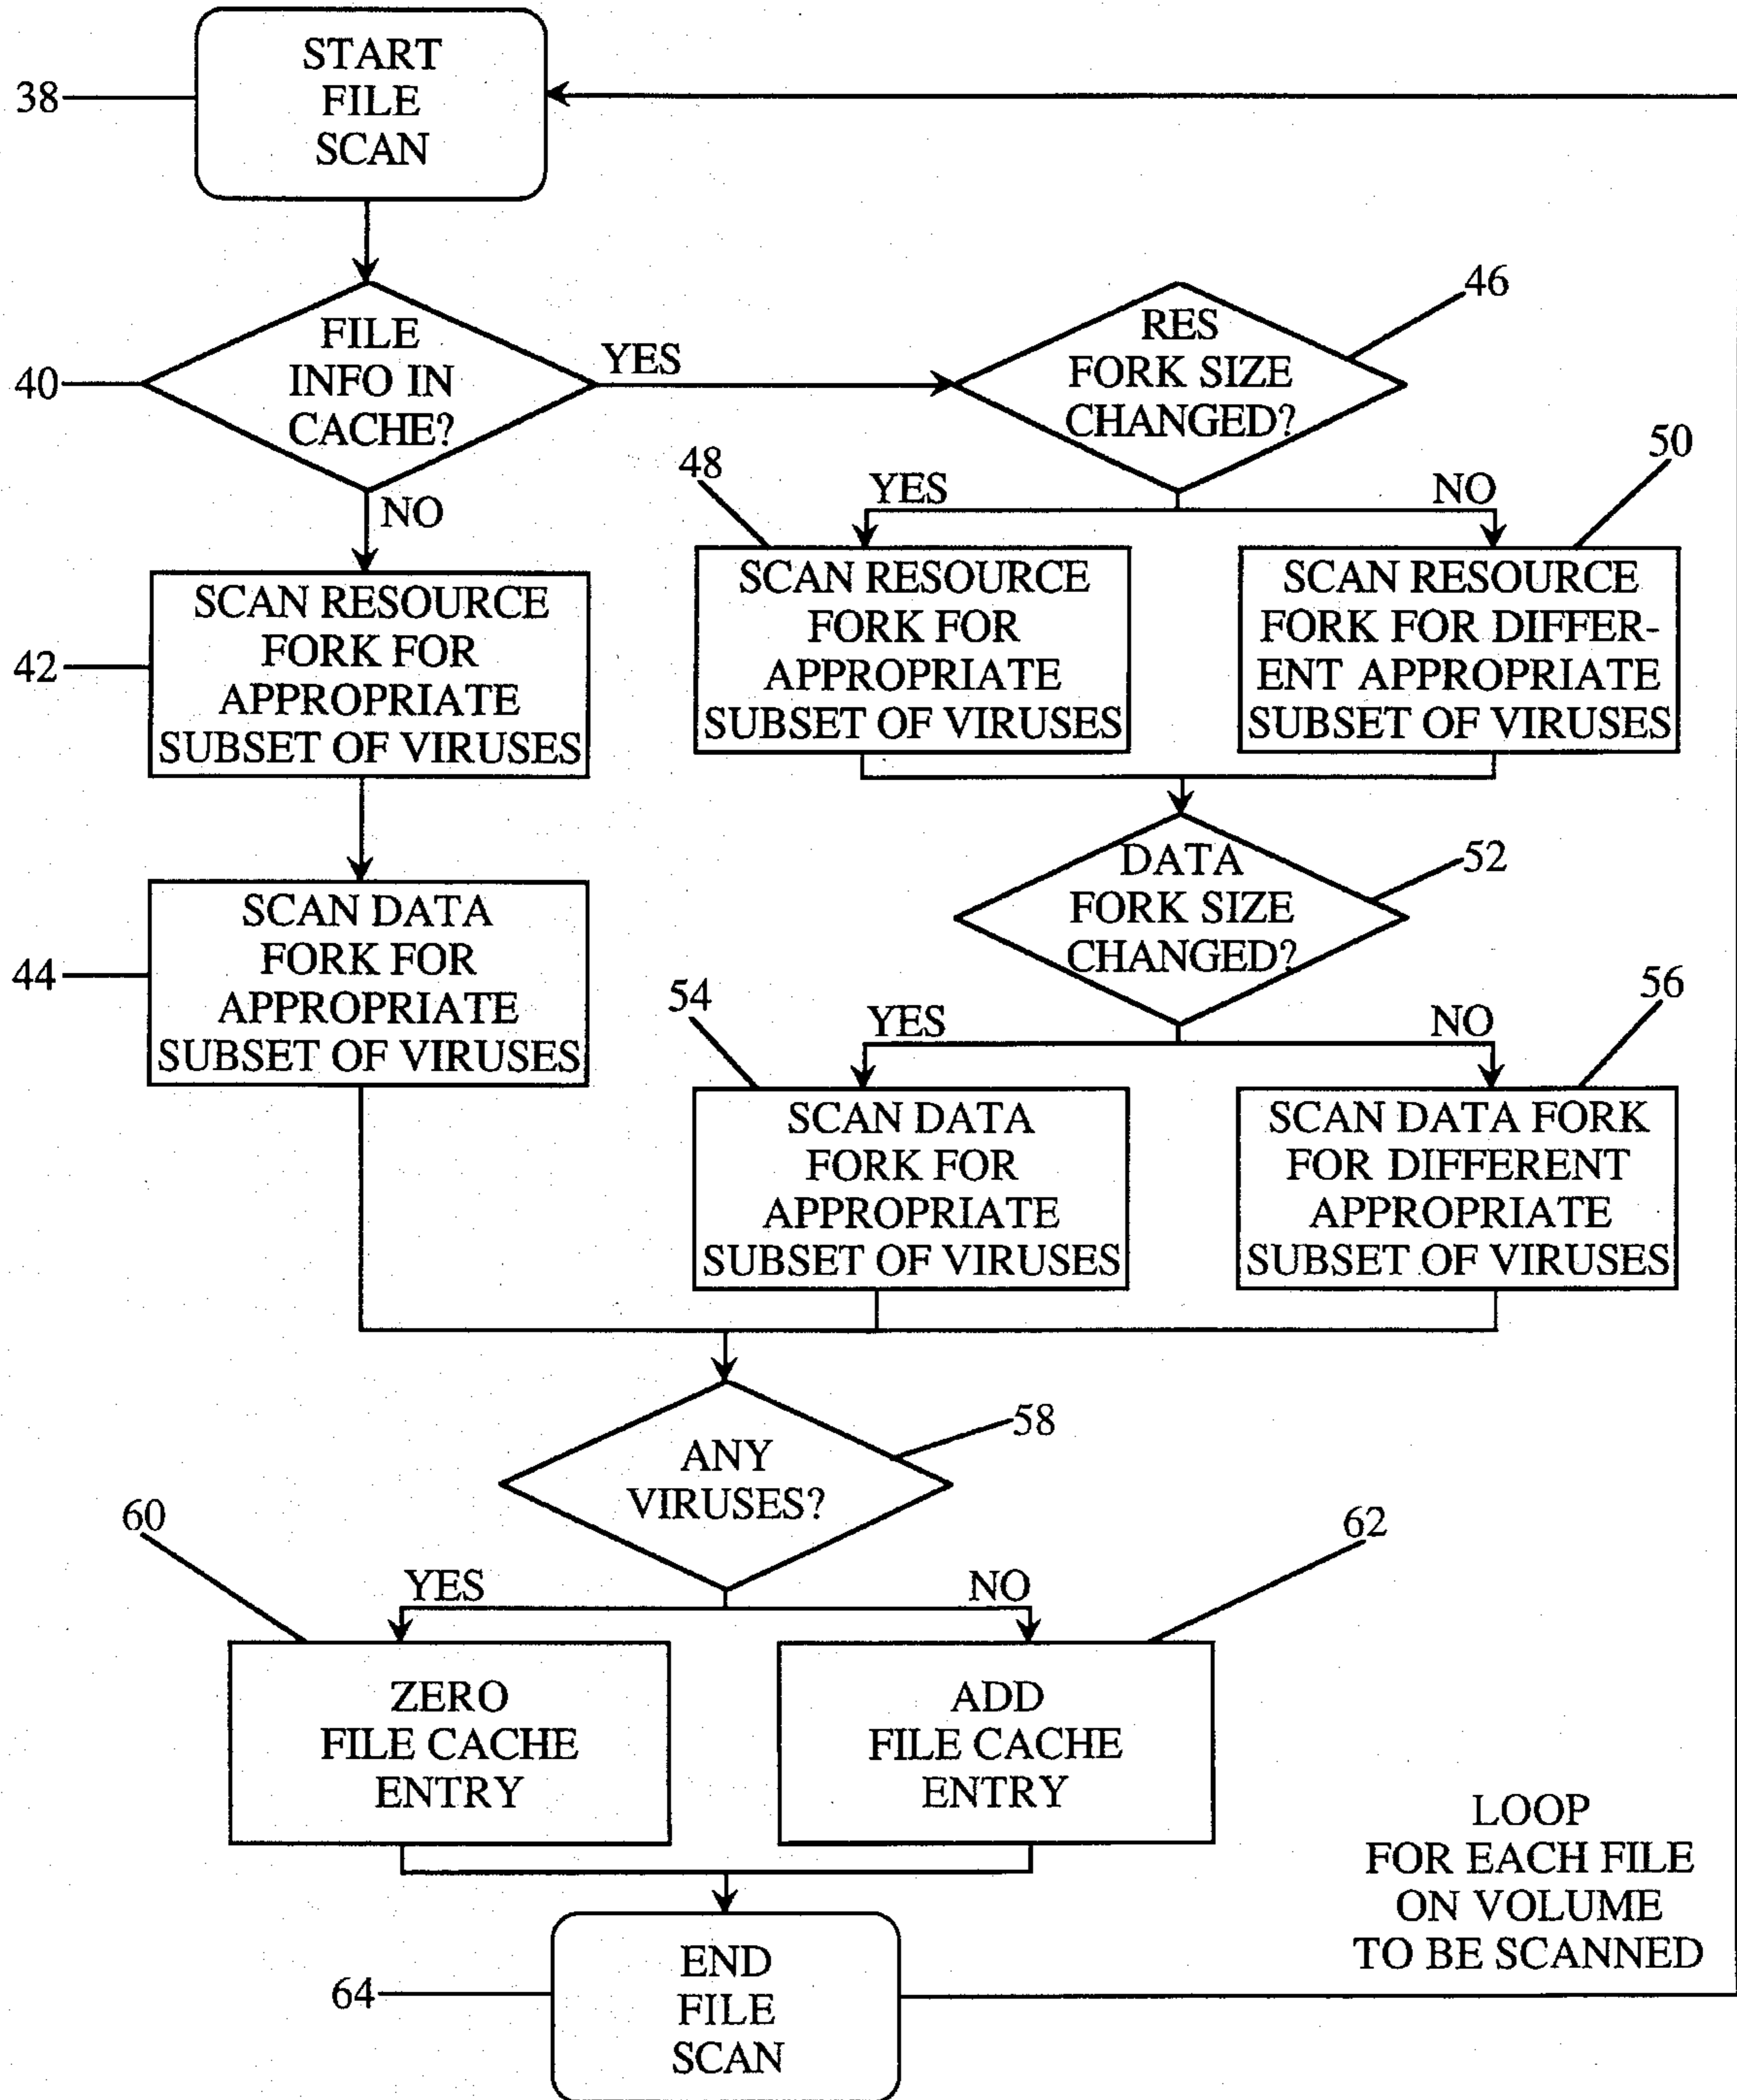 START
FILE
SCAN
38
FILE
INFO IN
CACHE?
40
YES
NO
RES
FORK SIZE
CHANGED?
46
48
YES
NO
50
SCAN RESOURCE
FORK FOR
APPROPRIATE
SUBSET OF VIRUSES
42
SCAN RESOURCE
FORK FOR
APPROPRIATE
SUBSET OF VIRUSES
SCAN RESOURCE
FORK FOR DIFFER-
ENT APPROPRIATE
SUBSET OF VIRUSES
DATA
FORK SIZE
CHANGED?
52
SCAN DATA
FORK FOR
APPROPRIATE
SUBSET OF VIRUSES
44
54
YES
NO
56
SCAN DATA
FORK FOR
APPROPRIATE
SUBSET OF VIRUSES
SCAN DATA FORK
FOR DIFFERENT
APPROPRIATE
SUBSET OF VIRUSES
ANY
VIRUSES?
58
60
YES
NO
62
ZERO
FILE CACHE
ENTRY
ADD
FILE CACHE
ENTRY
LOOP
FOR EACH FILE
ON VOLUME
TO BE SCANNED
END
FILE
SCAN
64